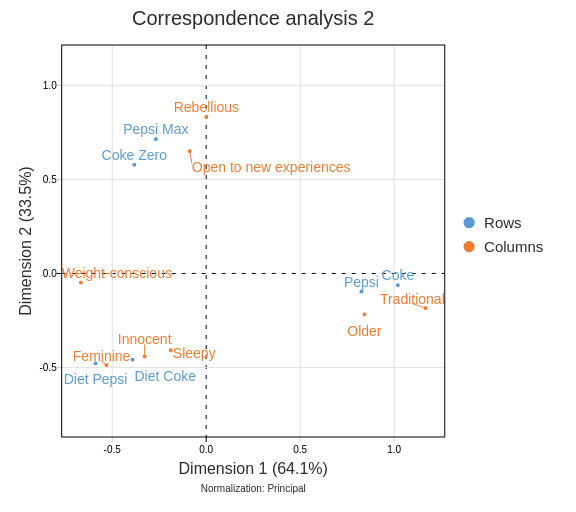 Correspondence analysis 2
Dimension 2 (33.5%)
1.0
0.5
0.0
-0.5
Rebellious
Pepsi Max
Coke Zero
Open to new experiences
Weight conscious
Pepsi
Coke
Traditional
Older
Innocent
Feminine
Sleepy
Diet Pepsi
Diet Coke
Rows
Columns
-0.5
0.0
0.5
1.0
Dimension 1 (64.1%)
Normalization: Principal